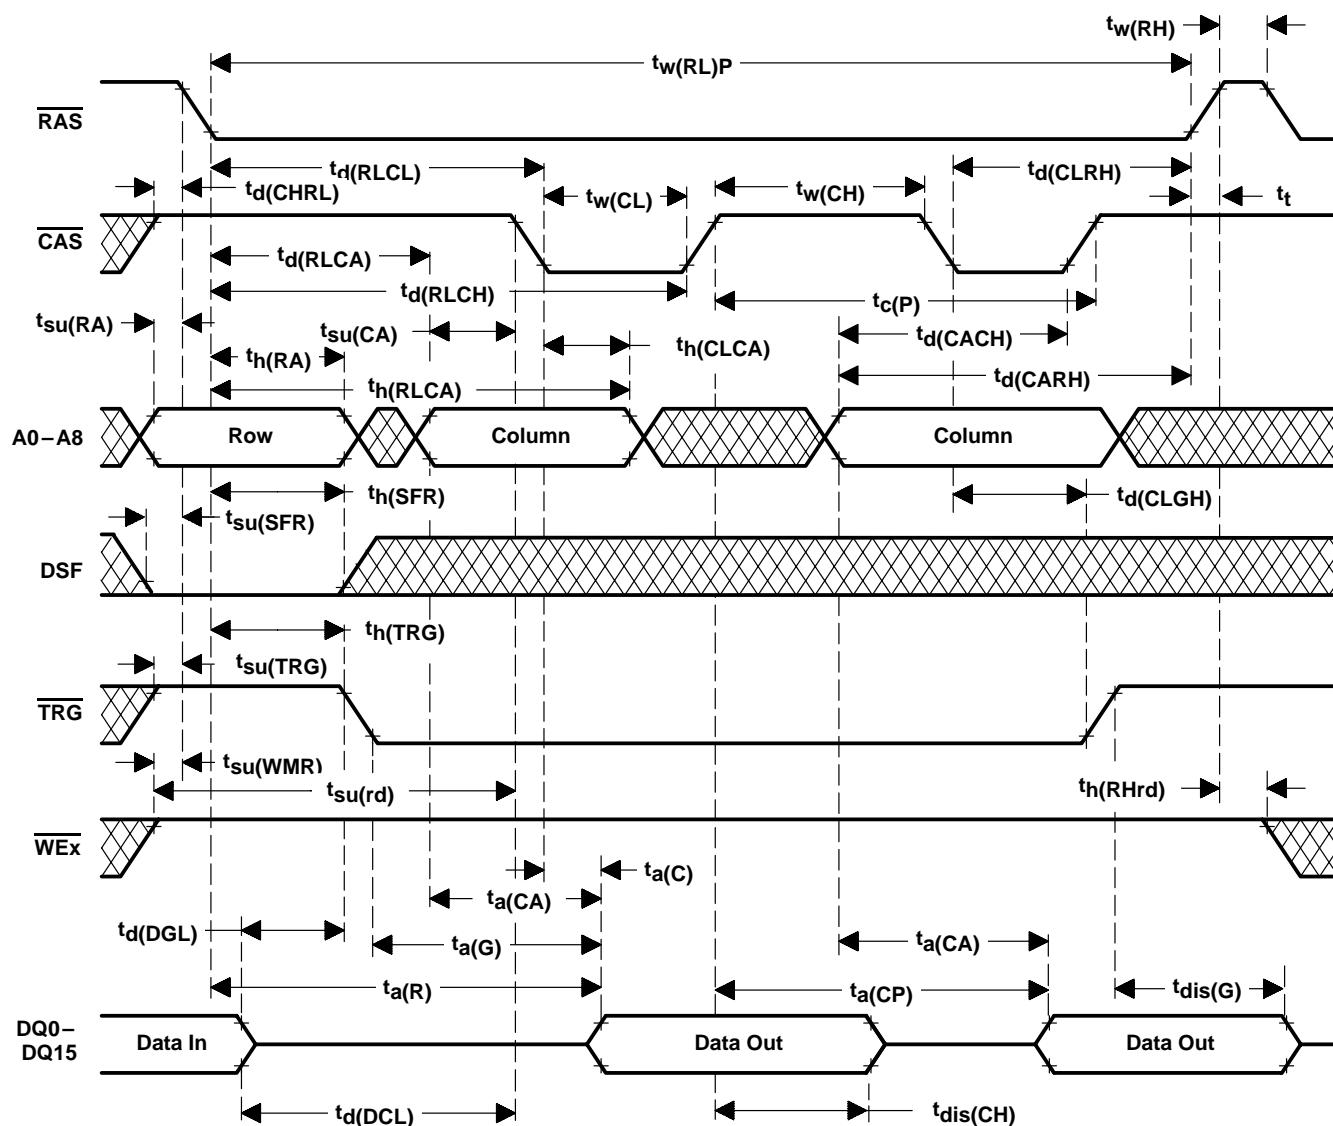 tw(RH)
tw(RL)P
RAS
td(RLCL)
td(CLRH)
td(CHRL)
tw(CL)
tw(CH)
tt
CAS
td(RLCA)
td(RLCH)
tc(P)
tsu(RA)
tsu(CA)
td(CACH)
th(RA)
th(CLCA)
th(RLCA)
td(CARH)
A0–A8
Row
Column
Column
th(SFR)
td(CLGH)
tsu(SFR)
DSF
th(TRG)
tsu(TRG)
TRG
tsu(WMR)
tsu(rd)
th(RHrd)
WEx
ta(C)
ta(CA)
td(DGL)
ta(G)
ta(CA)
ta(R)
ta(CP)
tdis(G)
DQ0–
DQ15
Data In
Data Out
Data Out
td(DCL)
tdis(CH)